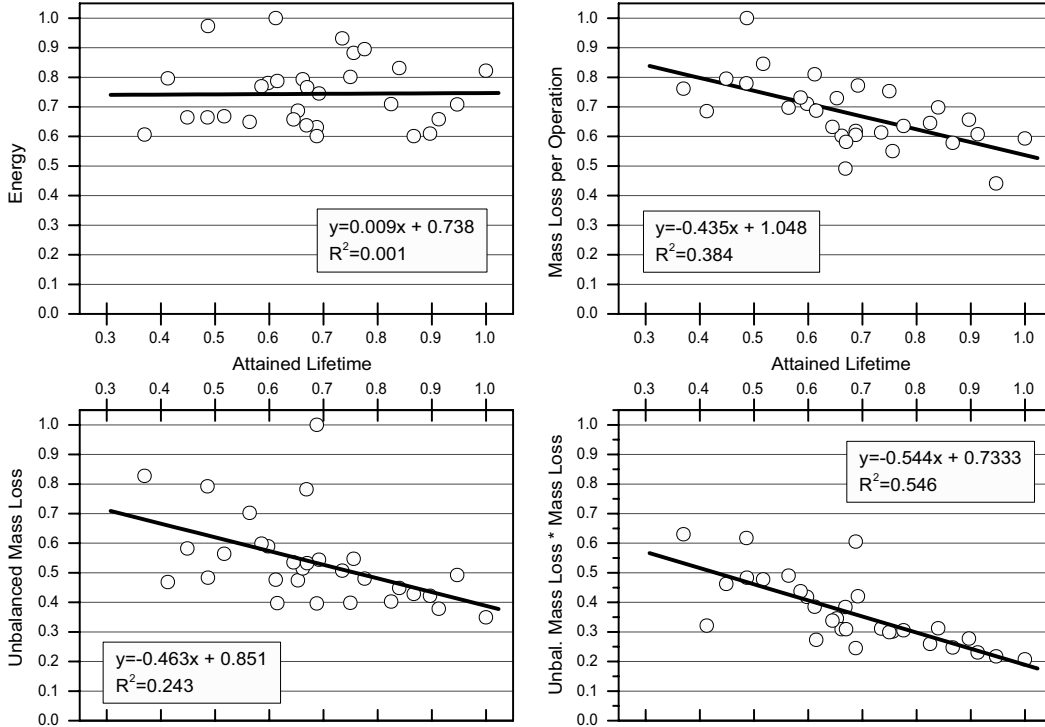 Energy
1.0
0.9
0.8
0.7
0.6
0.5
0.4
0.3
0.2
0.1
0.0
y=0.009x + 0.738
R²=0.001
0.3 0.4 0.5 0.6 0.7 0.8 0.9 1.0
Attained Lifetime
Mass Loss per Operation
1.0
0.9
0.8
0.7
0.6
0.5
0.4
0.3
0.2
0.1
0.0
y=-0.435x + 1.048
R²=0.384
0.3 0.4 0.5 0.6 0.7 0.8 0.9 1.0
Attained Lifetime
0.3 0.4 0.5 0.6 0.7 0.8 0.9 1.0
Unbalanced Mass Loss
1.0
0.9
0.8
0.7
0.6
0.5
0.4
0.3
0.2
0.1
0.0
y=-0.463x + 0.851
R²=0.243
0.3 0.4 0.5 0.6 0.7 0.8 0.9 1.0
Unbal. Mass Loss * Mass Loss
1.0
0.9
0.8
0.7
0.6
0.5
0.4
0.3
0.2
0.1
0.0
y=-0.544x + 0.7333
R²=0.546